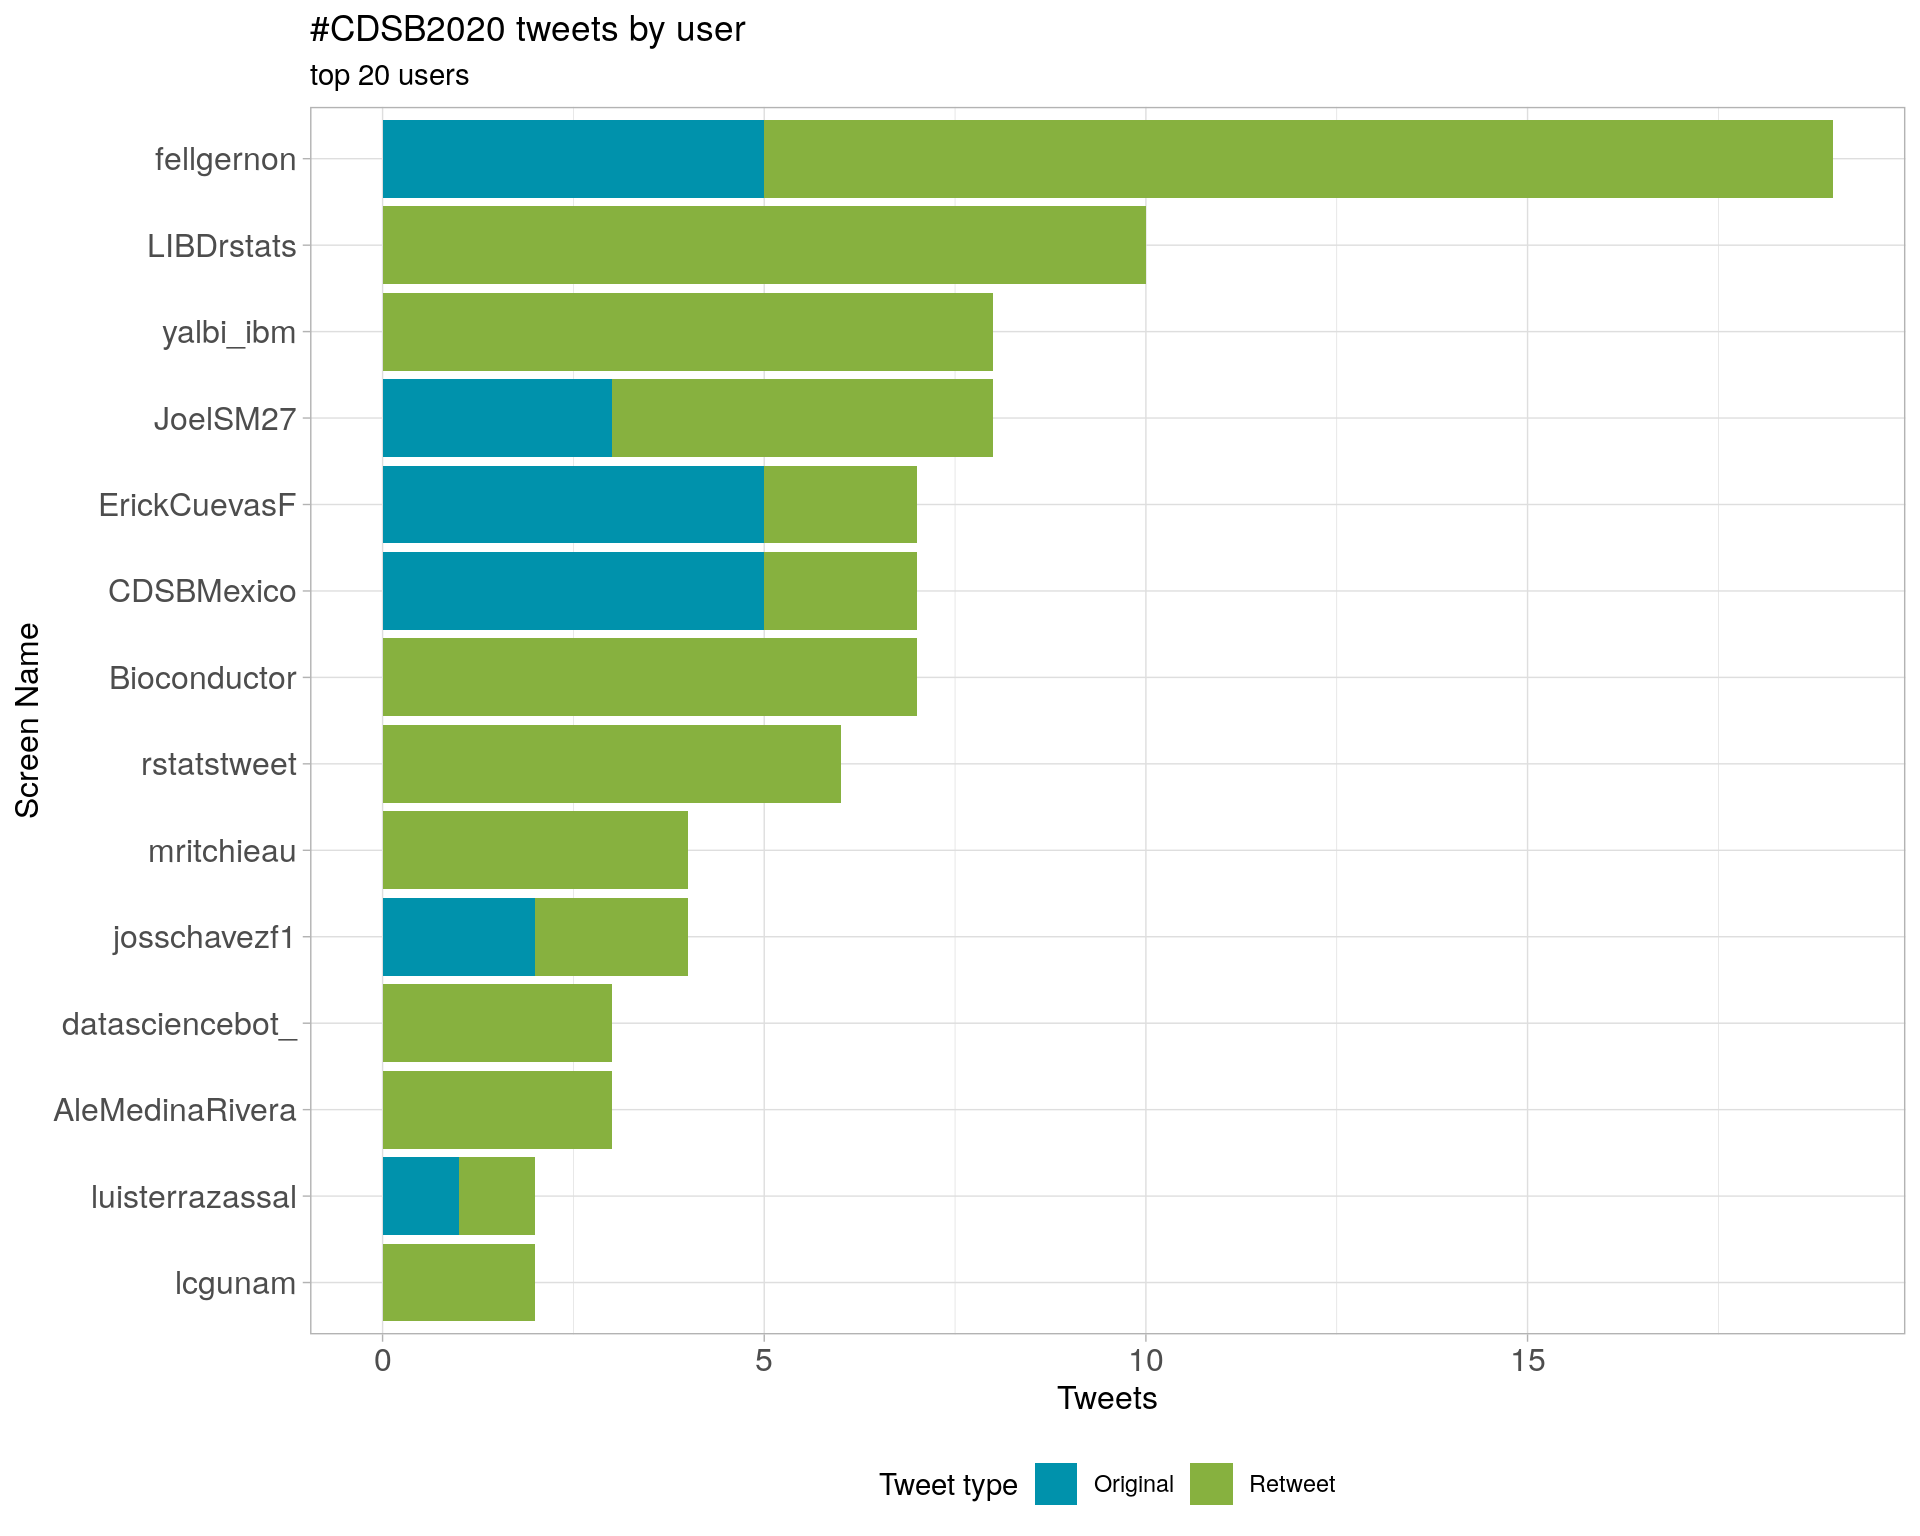 #CDSB2020 tweets by user
top 20 users
Screen Name
fellgernon
LIBDrstats
yalbi_ibm
JoelSM27
ErickCuevasF
CDSBMexico
Bioconductor
rstatstweet
mritchieau
josschavezf1
datasciencebot_
AleMedinaRivera
luisterrazassal
lcgunam
0 5 10 15
Tweets
Tweet type Original Retweet